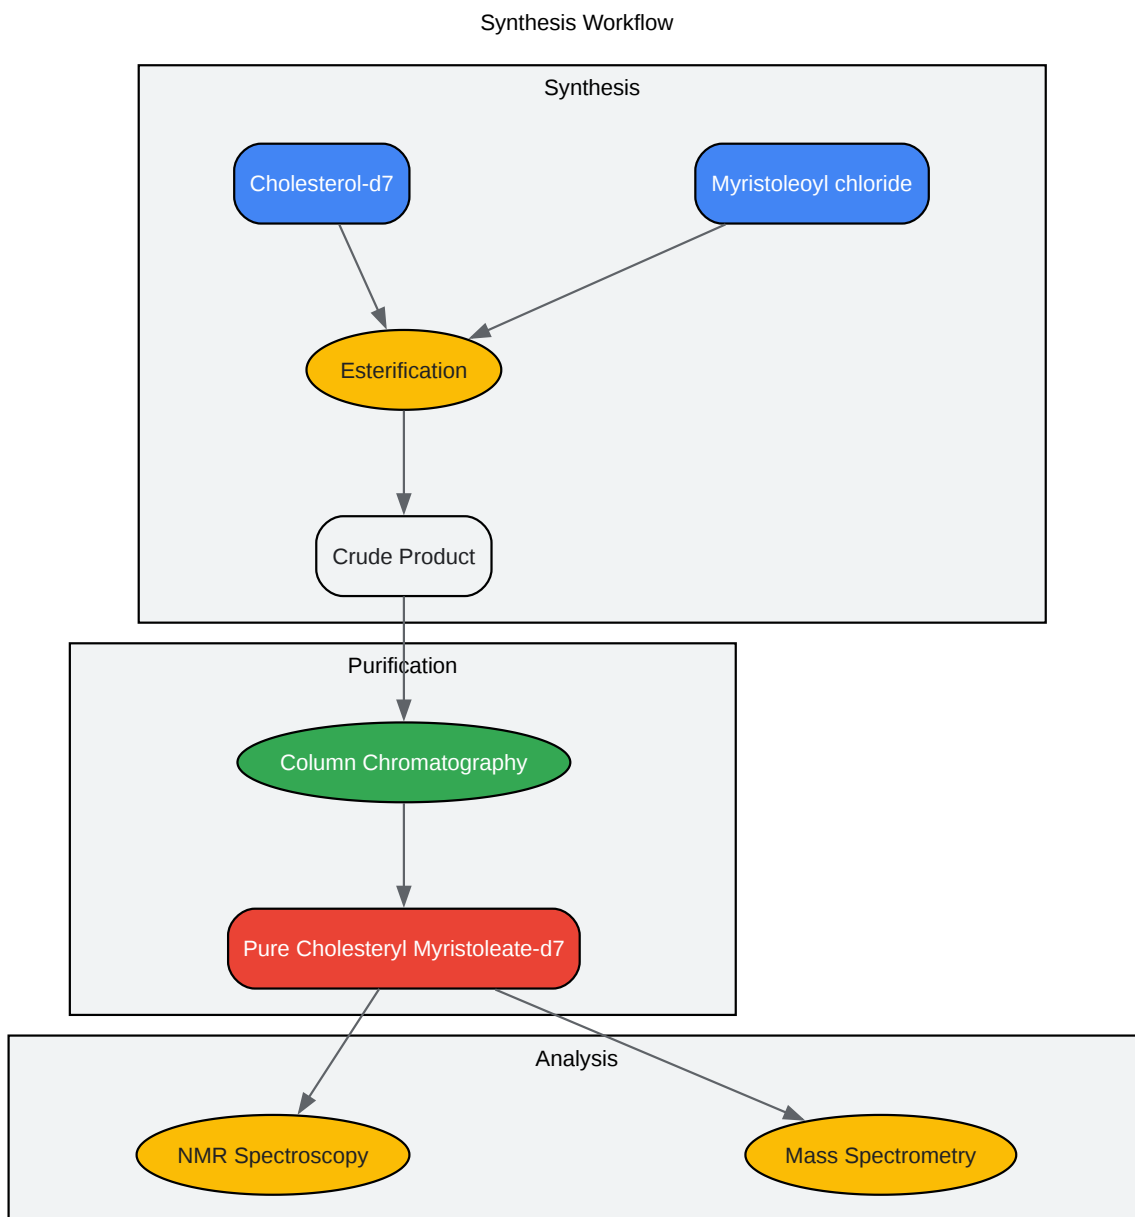 Synthesis Workflow
Synthesis
Cholesterol-d7
Myristoleoyl chloride
Esterification
Crude Product
Purification
Column Chromatography
Pure Cholesteryl Myristoleate-d7
Analysis
NMR Spectroscopy
Mass Spectrometry